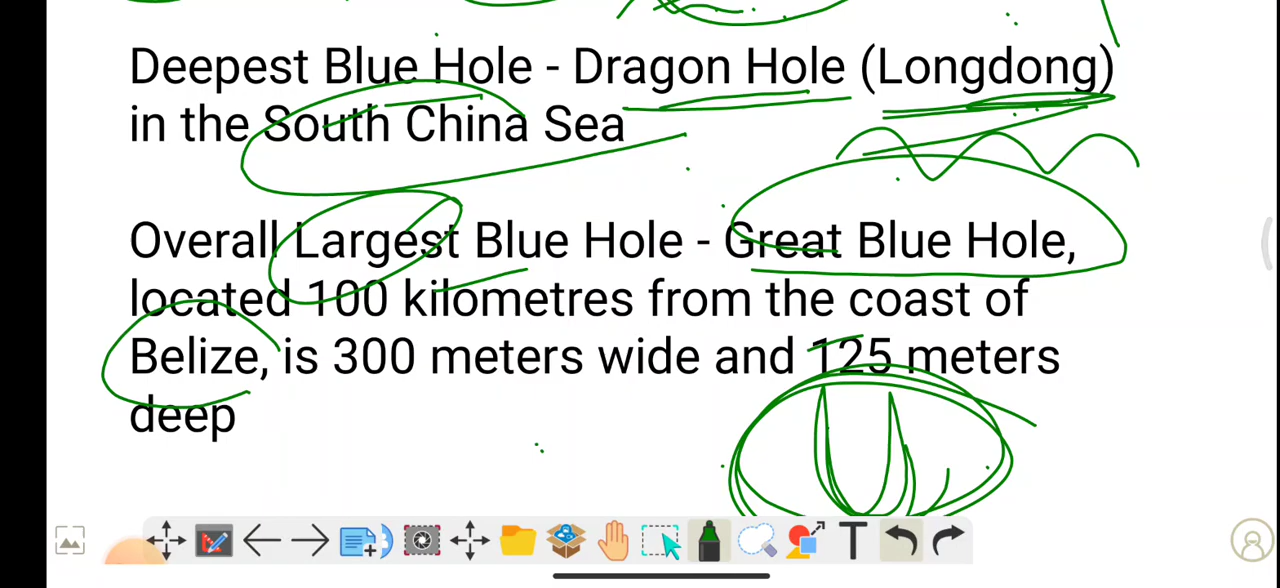 Deepest Blue Hole - Dragon Hole (Longdong)
in the South China Sea
Overall Largest Blue Hole - Great Blue Hole,
located 100 kilometres from the coast of
Belize, is 300 meters wide and 125 meters
deep
T